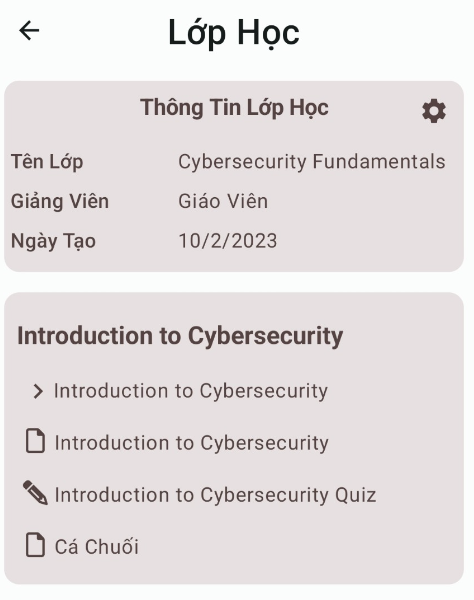 Lớp Học
Thông Tin Lớp Học
Tên Lớp Cybersecurity Fundamentals
Giảng Viên Giáo Viên
Ngày Tạo 10/2/2023
Introduction to Cybersecurity
Introduction to Cybersecurity
Introduction to Cybersecurity
Introduction to Cybersecurity Quiz
Cá Chuối